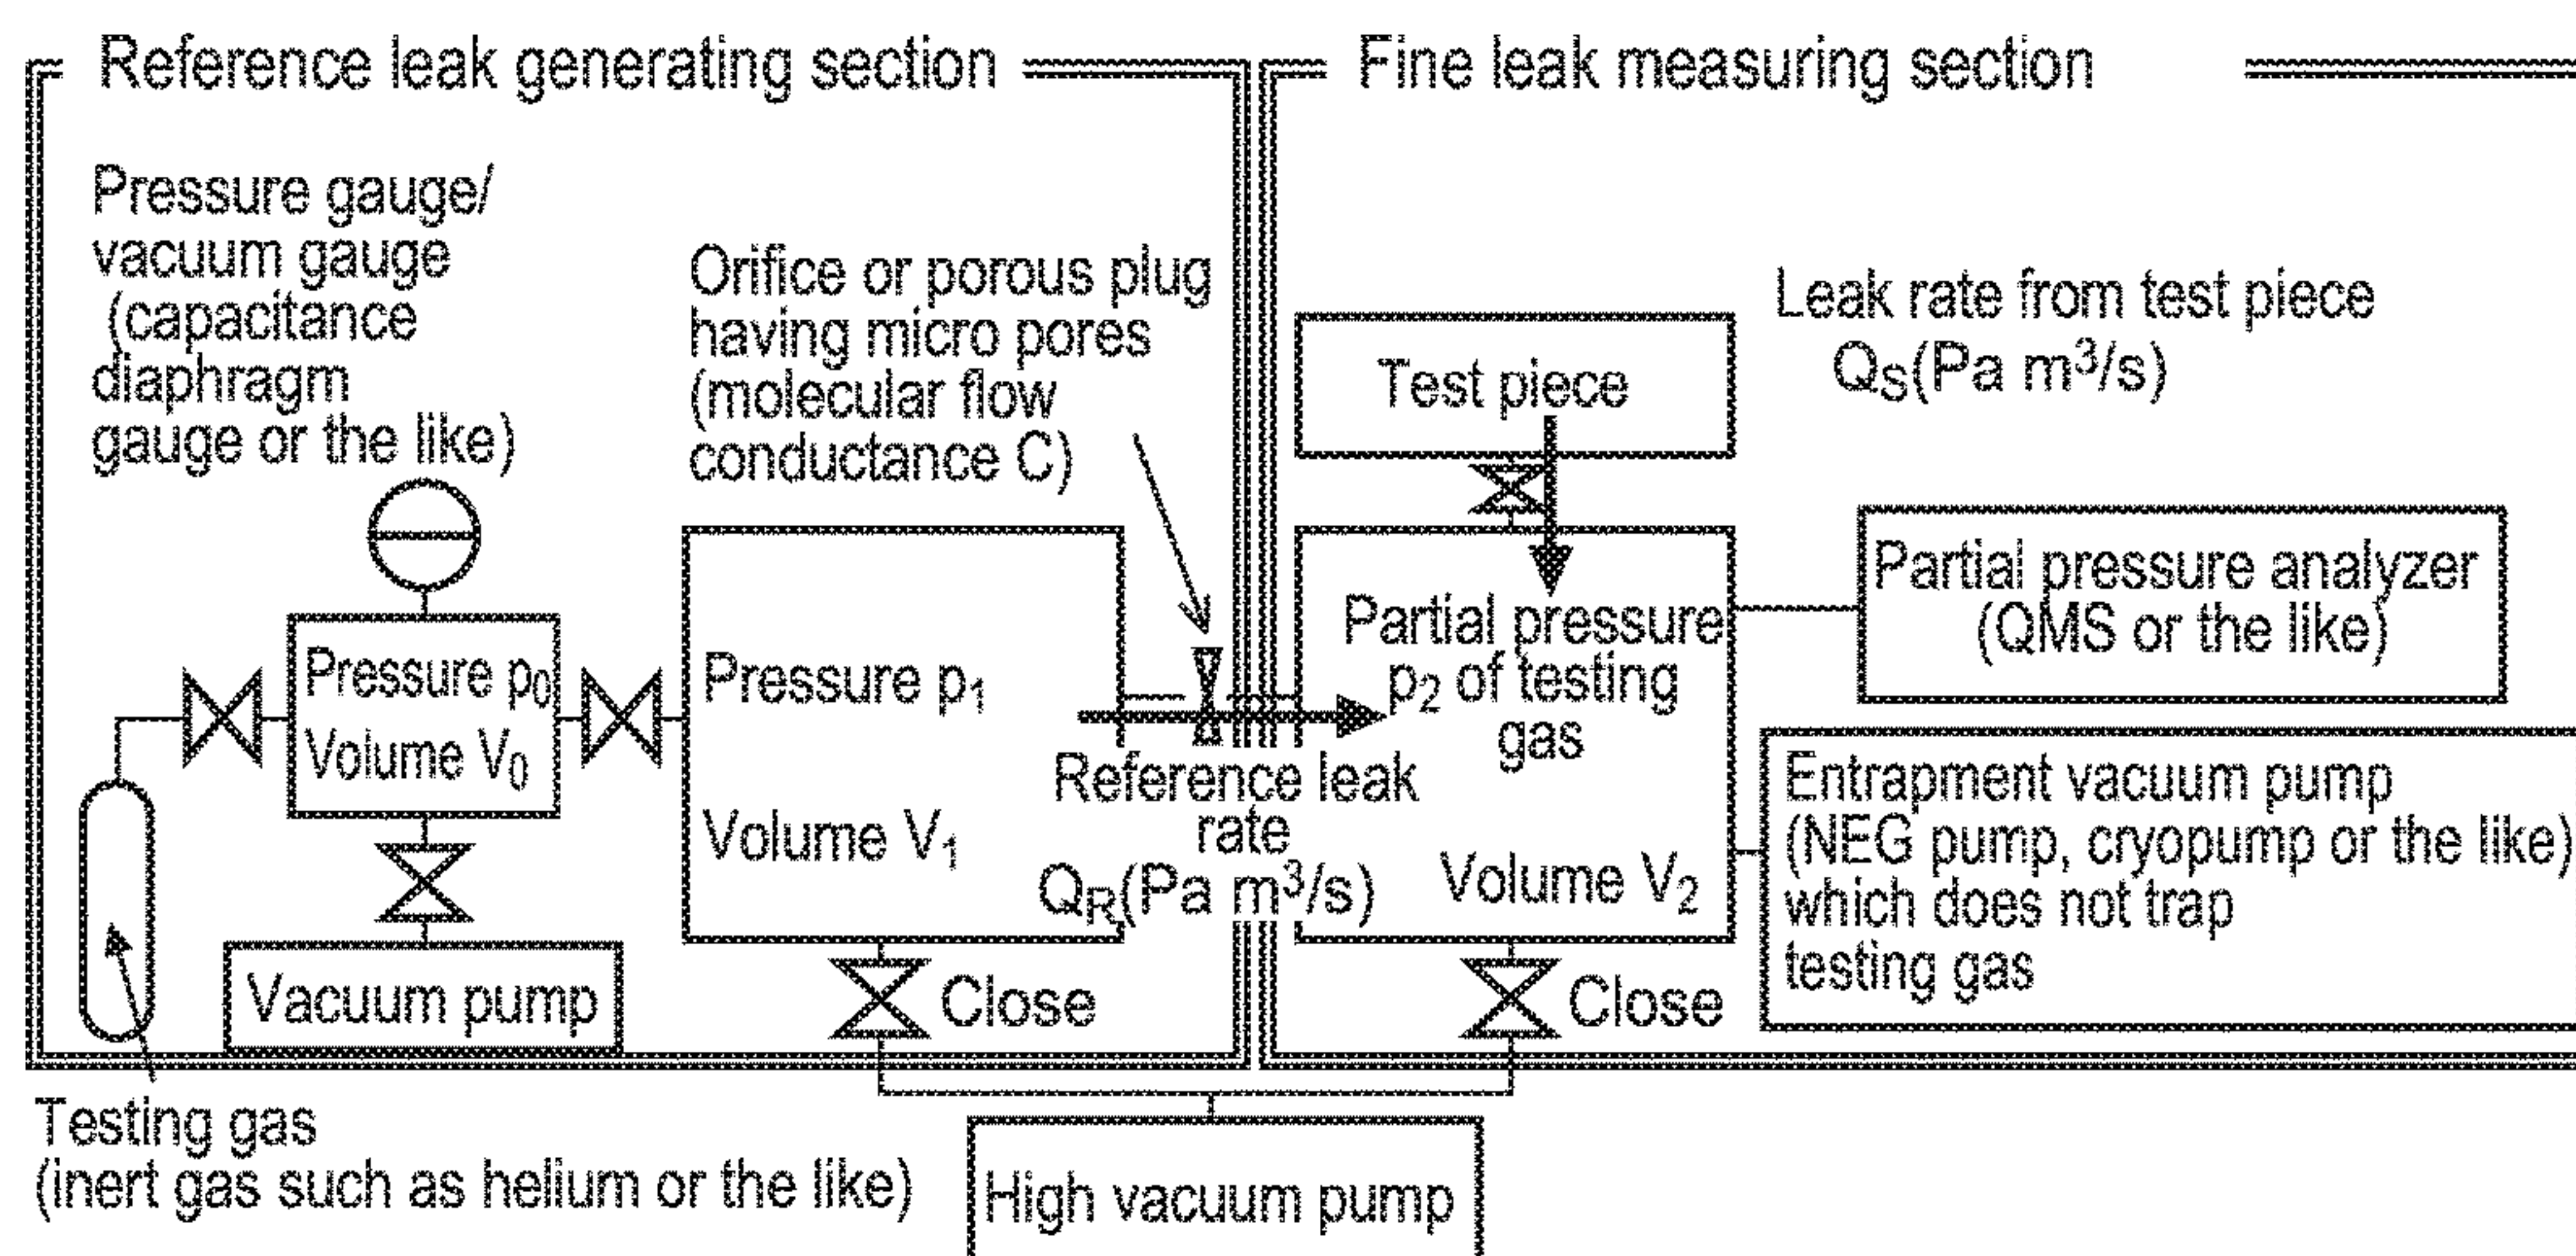 Reference leak generating section
Fine leak measuring section
Pressure gauge/
vacuum gauge
(capacitance
diaphragm
gauge or the like)
Orifice or porous plug
having micro pores
(molecular flow
conductance C)
Leak rate from test piece
Qs(Pa m³/s)
Test piece
Pressure p₀
Volume V₀
Pressure p₁
Volume V₁
Partial pressure
p₂ of testing
gas
Volume V₂
Reference leak
rate
Q_R(Pa m³/s)
Partial pressure analyzer
(QMS or the like)
Entrapment vacuum pump
(NEG pump, cryopump or the like)
which does not trap
testing gas
Vacuum pump
Close
Close
Testing gas
(inert gas such as helium or the like)
High vacuum pump